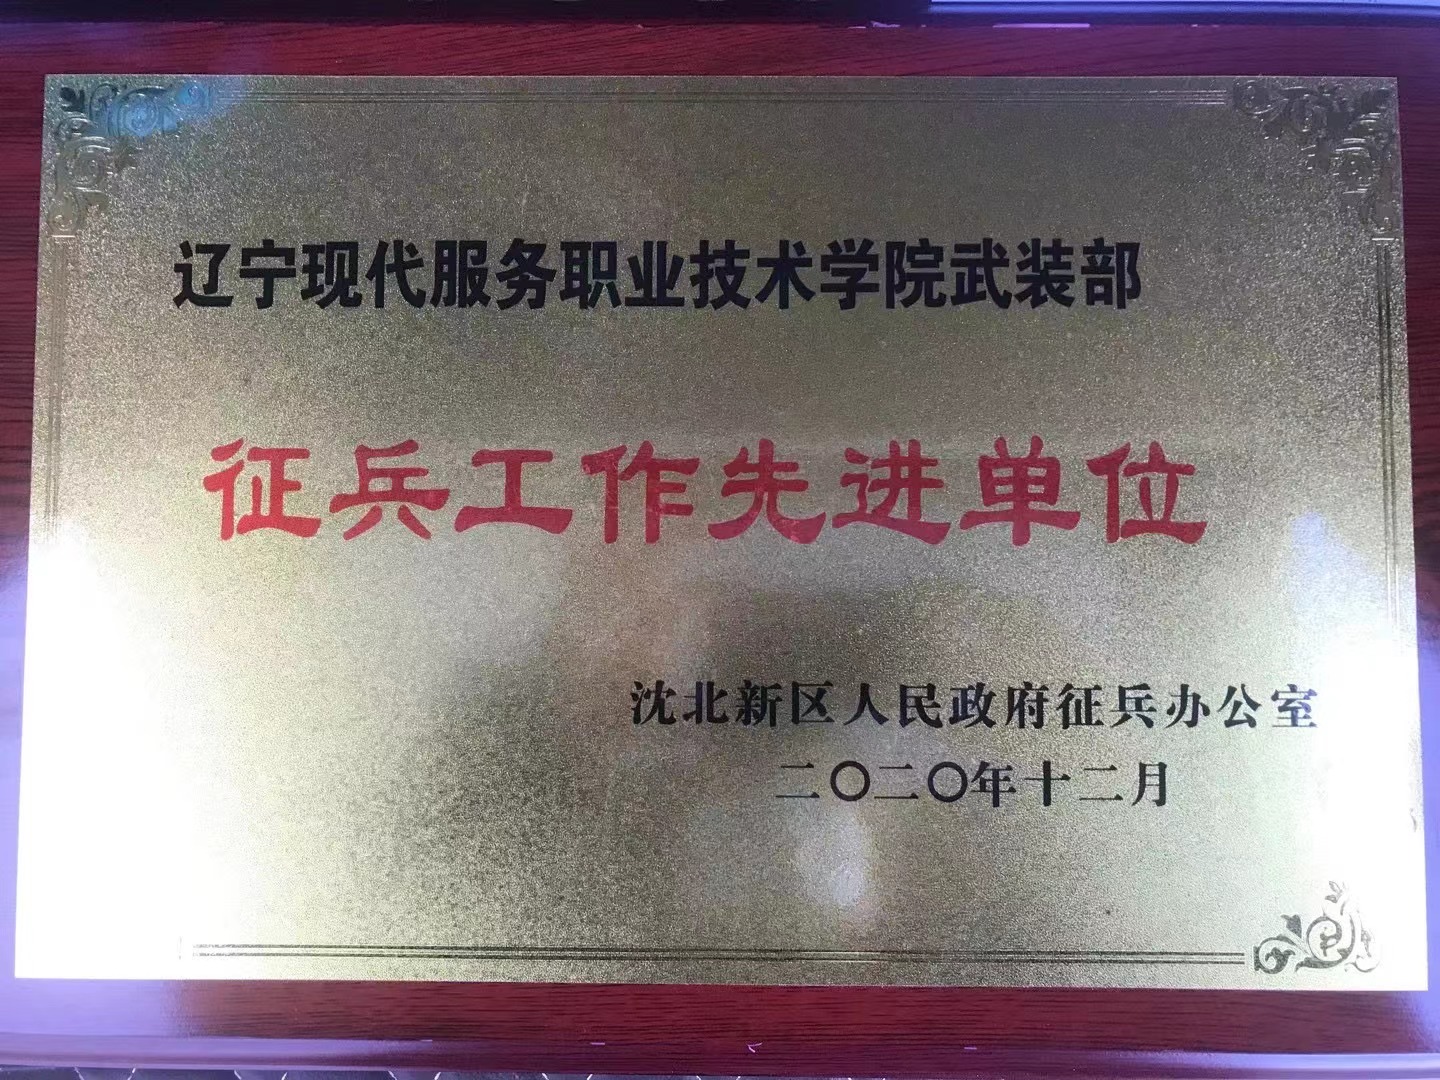 辽宁现代服务职业技术学院武装部
征兵工作先进单位
沈北新区人民政府征兵办公室
二〇二〇年十二月